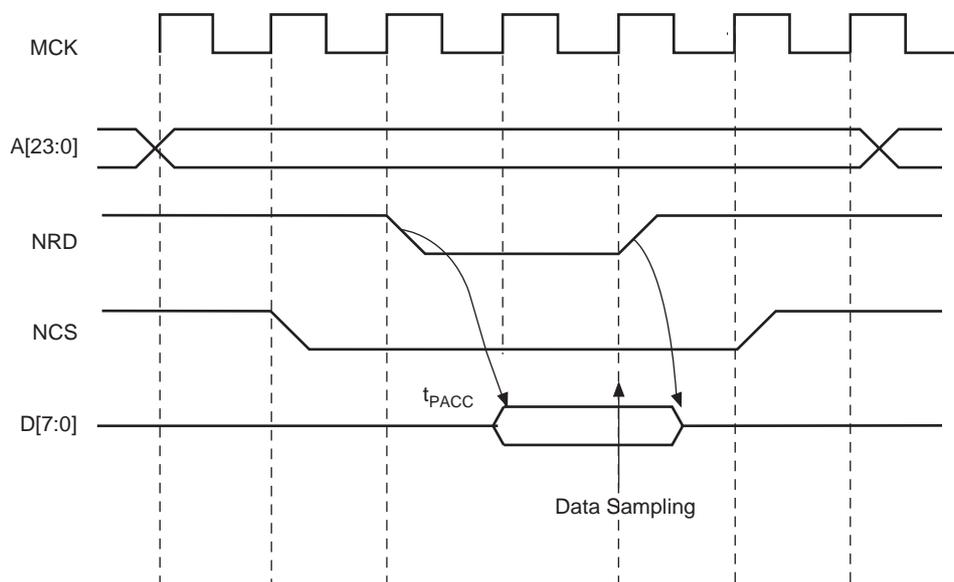 MCK
A[23:0]
NRD
NCS
tPACC
D[7:0]
Data Sampling